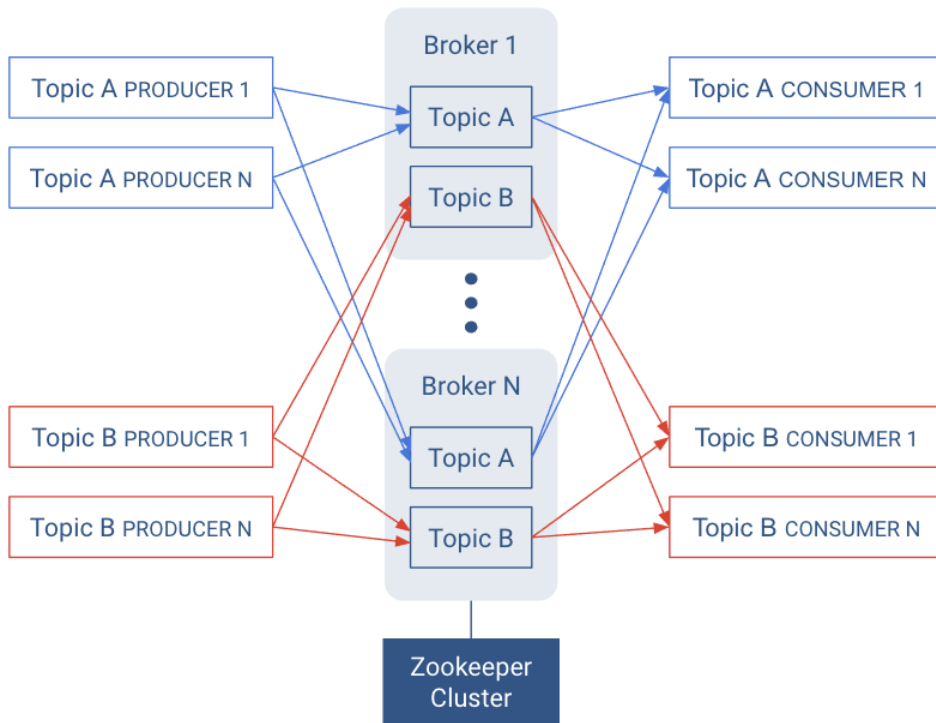 Broker 1
Topic A PRODUCER 1
Topic A
Topic A CONSUMER 1
Topic A PRODUCER N
Topic B
Topic A CONSUMER N
Broker N
Topic B PRODUCER 1
Topic A
Topic B CONSUMER 1
Topic B PRODUCER N
Topic B
Topic B CONSUMER N
Zookeeper
Cluster